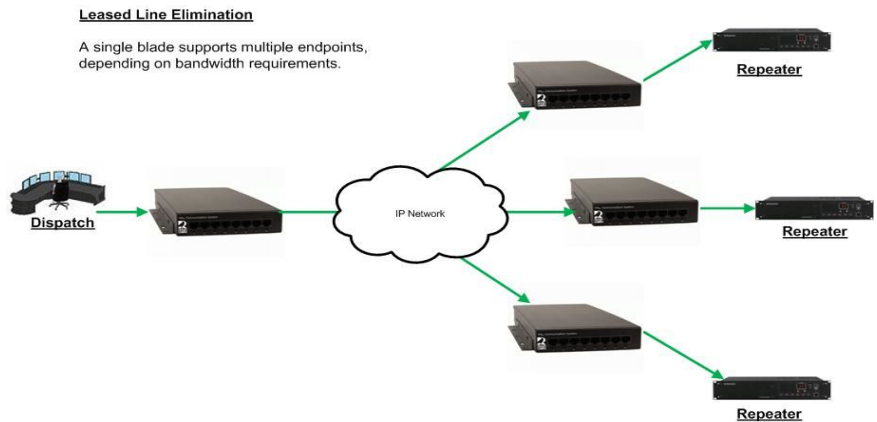 Leased Line Elimination
A single blade supports multiple endpoints,
depending on bandwidth requirements.
Repeater
Dispatch
IP Network
Repeater
Repeater